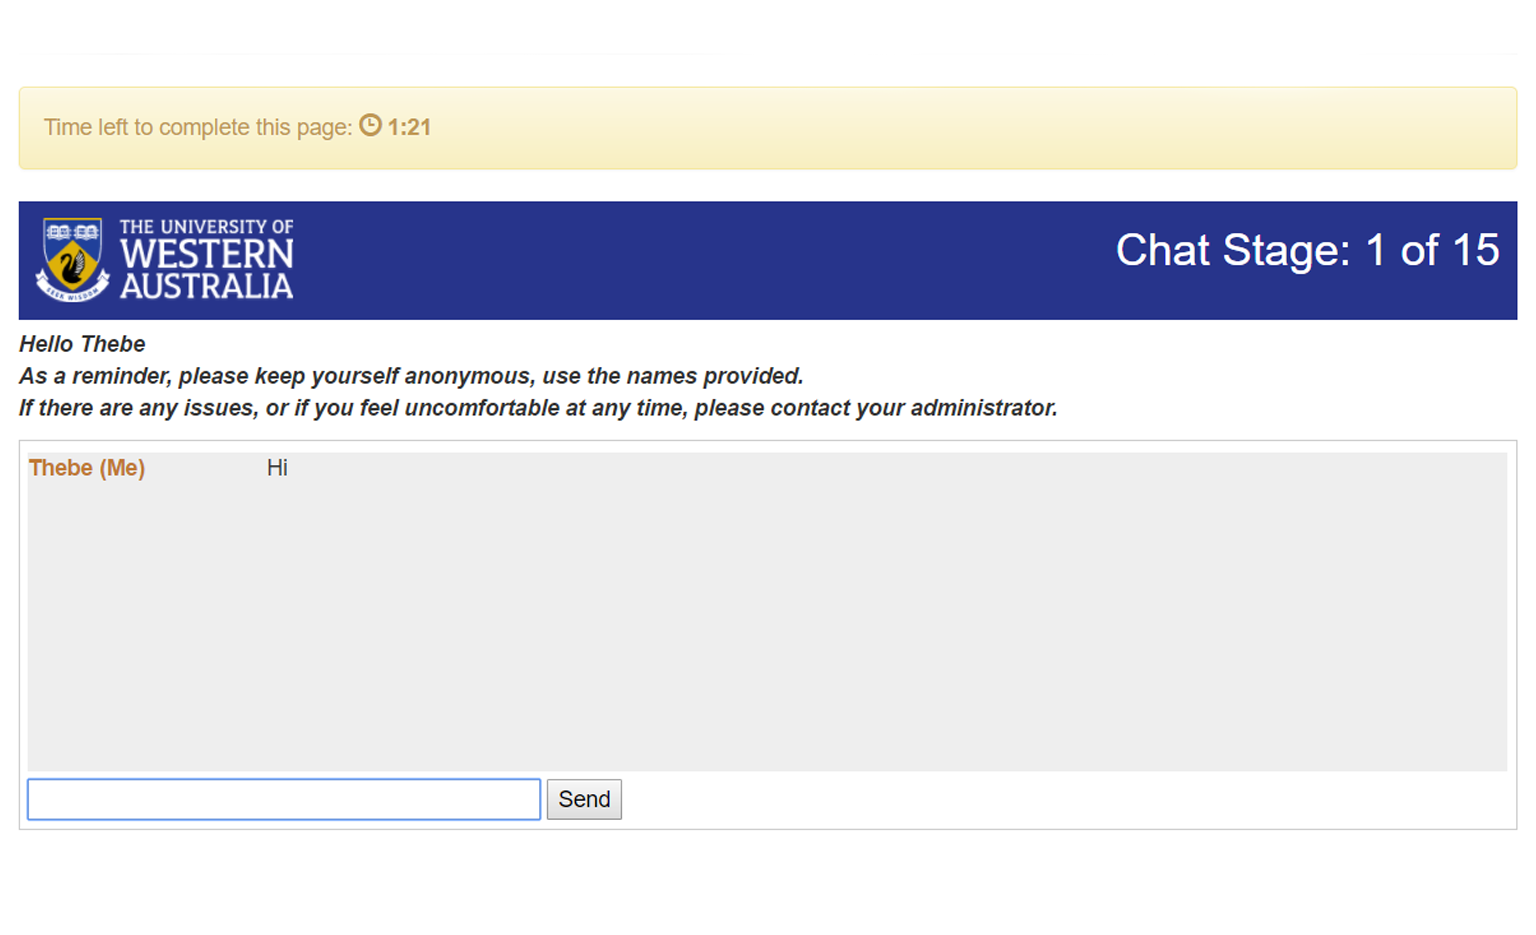 Time left to complete this page: 1:21
THE UNIVERSITY OF
WESTERN
AUSTRALIA
SEEK WISDOM
Chat Stage: 1 of 15
Hello Thebe
As a reminder, please keep yourself anonymous, use the names provided.
If there are any issues, or if you feel uncomfortable at any time, please contact your administrator.
Thebe (Me) Hi
Send